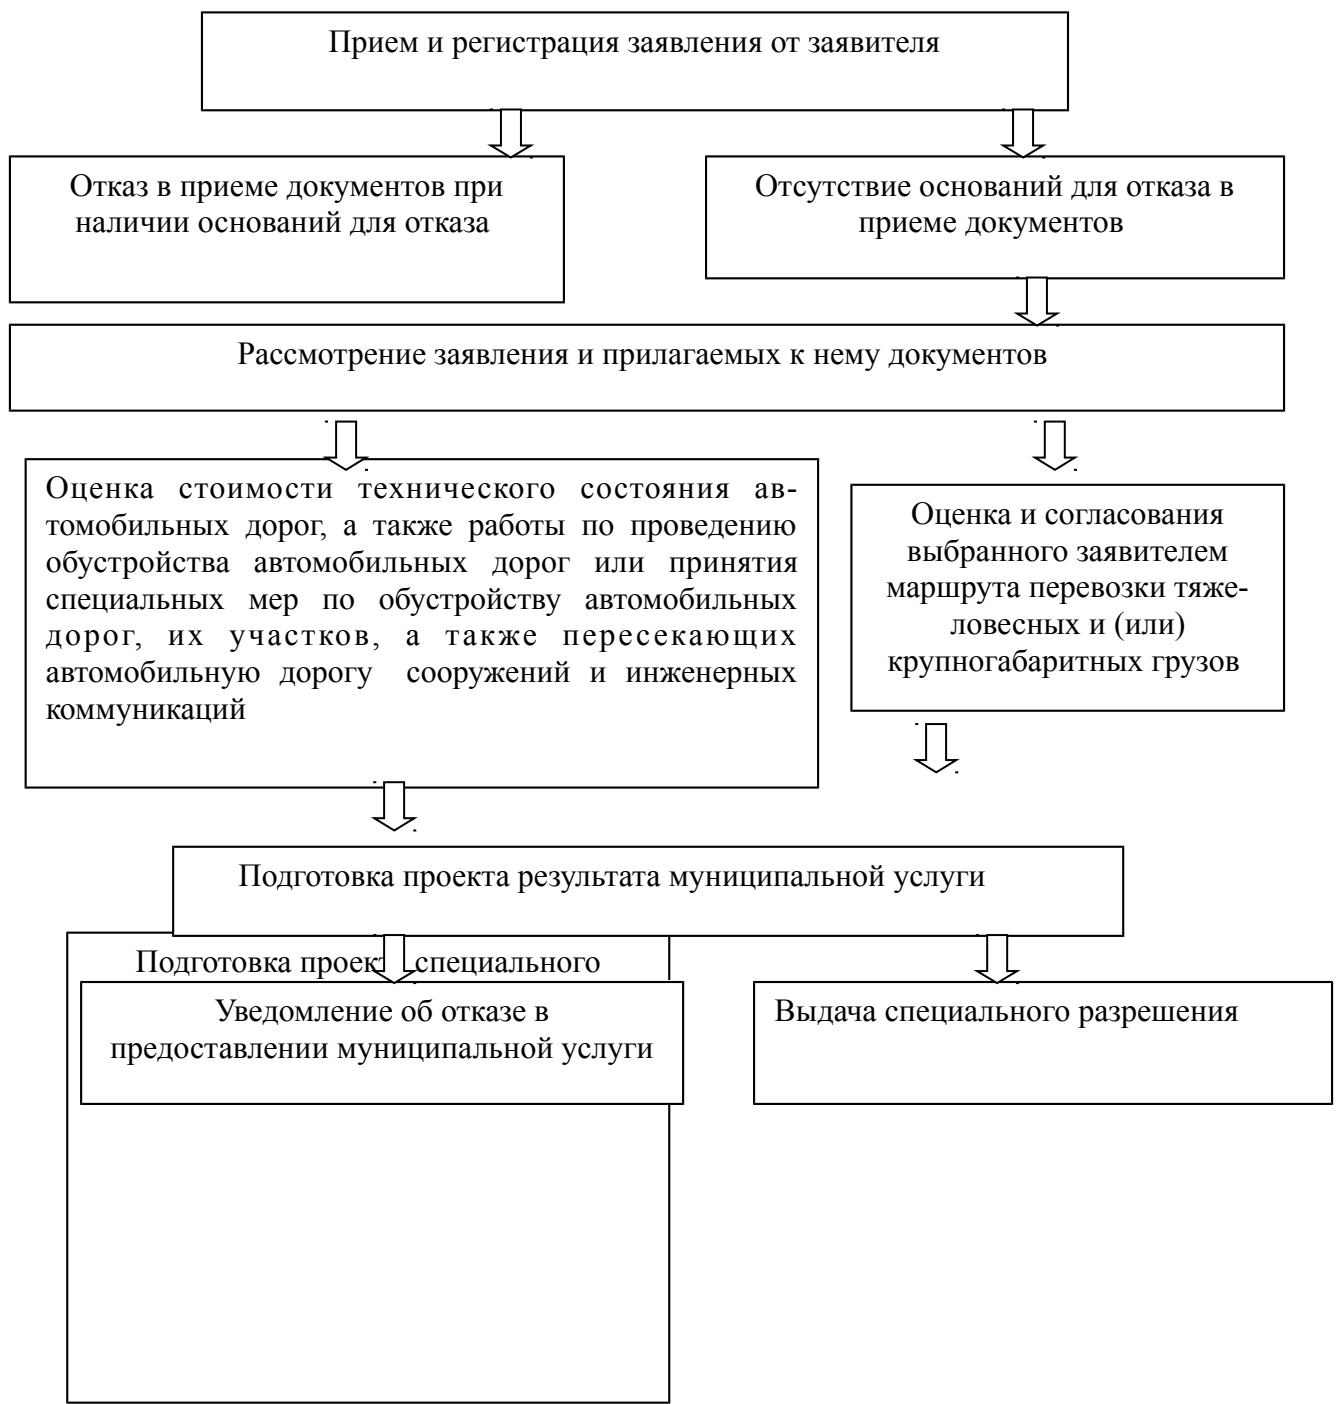 Прием и регистрация заявления от заявителя
Отказ в приеме документов при
наличии оснований для отказа
Отсутствие оснований для отказа в
приеме документов
Рассмотрение заявления и прилагаемых к нему документов
Оценка стоимости технического состояния ав-
томобильных дорог, а также работы по проведению
обустройства автомобильных дорог или принятия
специальных мер по обустройству автомобильных
дорог, их участков, а также пересекающих
автомобильную дорогу сооружений и инженерных
коммуникаций
Оценка и согласования
выбранного заявителем
маршрута перевозки тяже-
ловесных и (или)
крупногабаритных грузов
Подготовка проекта результата муниципальной услуги
Подготовка специального
Уведомление об отказе в
предоставлении муниципальной услуги
Выдача специального разрешения